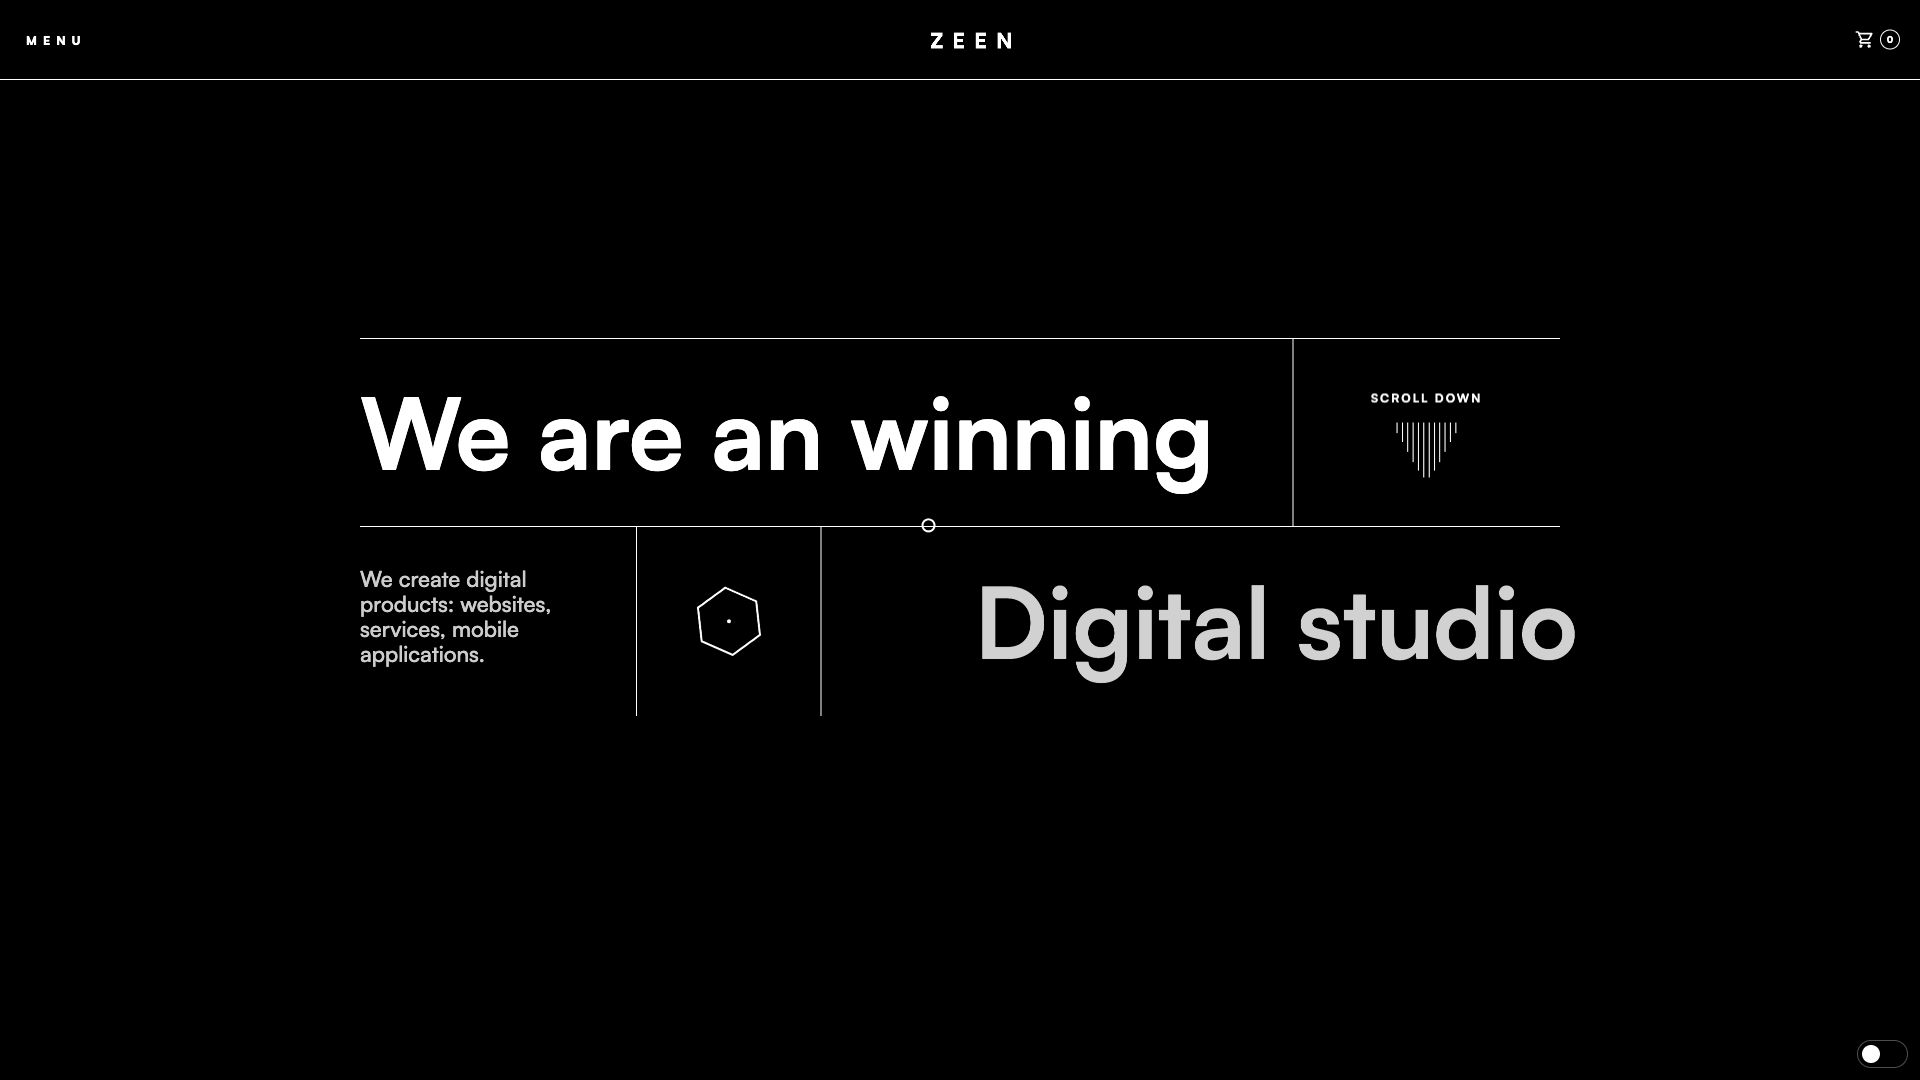 MENU
ZEEN
0
We are an winning
SCROLL DOWN
We create digital
products: websites,
services, mobile
applications.
Digital studio